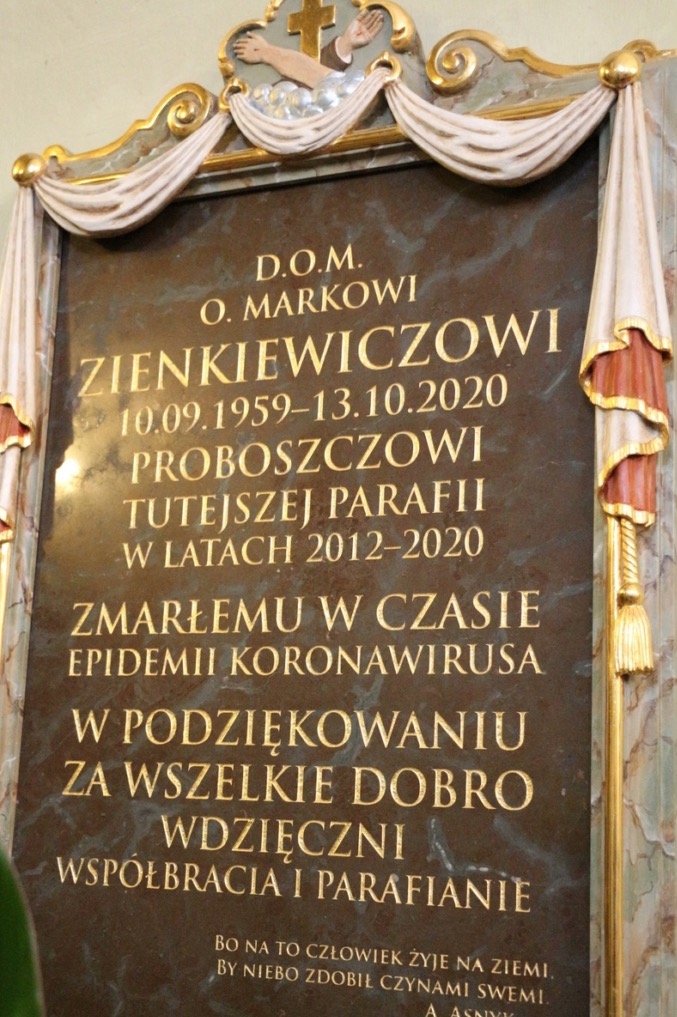 D.O.M.
O. MARKOWI
ZIENKIEWICZOWI
10.09.1959–13.10.2020
PROBOSZCZOWI
TUTEJSZEJ PARAFII
W LATACH 2012–2020
ZMARŁEMU W CZASIE
EPIDEMII KORONAWIRUSA
W PODZIĘKOWANIU
ZA WSZELKIE DOBRO
WDZIĘCZNI
WSPÓŁBRACIA I PARAFIANIE
BO NA TO CZŁOWIEK ŻYJE NA ZIEMI,
BY NIEBO ZDOBIŁ CZYNAMI SWEMI.
A. ASNYK